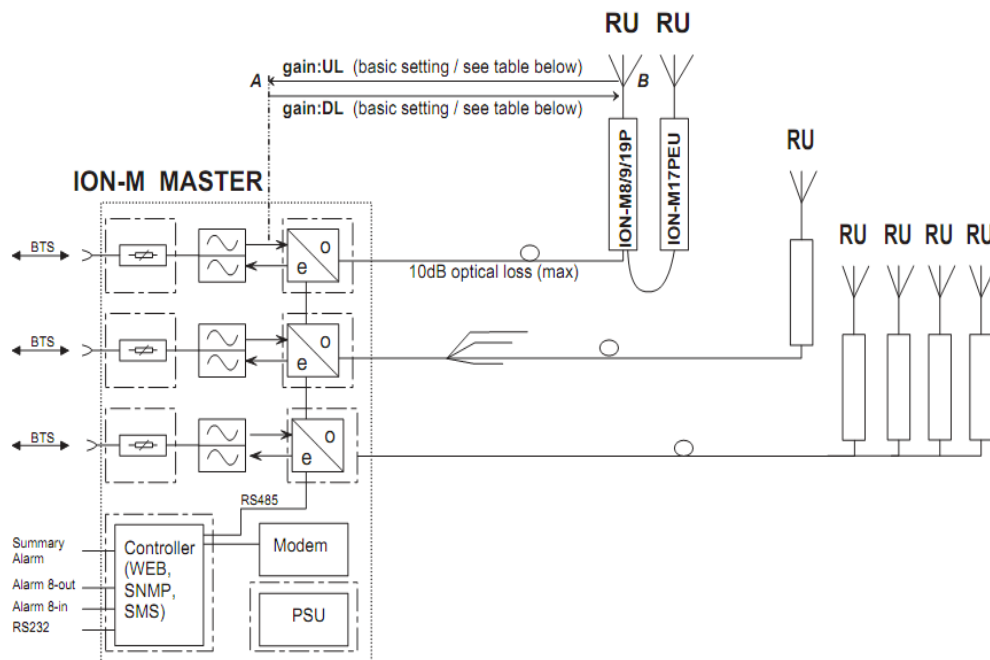 RU RU
A gain:UL (basic setting / see table below) B
gain:DL (basic setting / see table below)
ION-M8/9/19P
ION-M17PEU
RU
ION-M MASTER
RU RU RU RU
BTS
o
e
10dB optical loss (max)
BTS
o
e
BTS
o
e
RS485
Summary
Alarm
Alarm 8-out
Alarm 8-in
RS232
Controller
(WEB,
SNMP,
SMS)
Modem
PSU